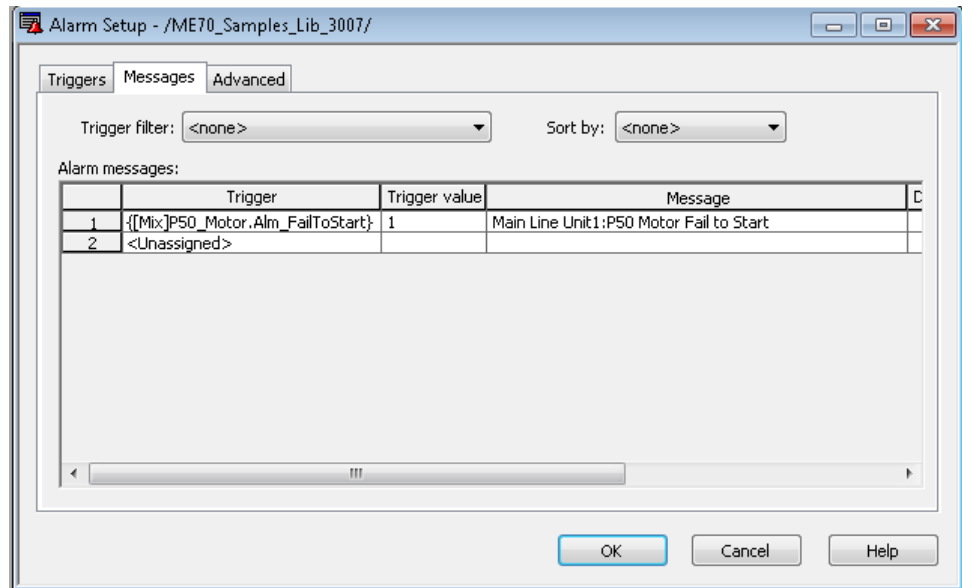 Alarm Setup - /ME70_Samples_Lib_3007/
Triggers Messages Advanced
Trigger filter: <none> Sort by: <none>
Alarm messages:
Trigger Trigger value Message D
1 {[Mix]P50_Motor.Alm_FailToStart} 1 Main Line Unit1:P50 Motor Fail to Start
2 <Unassigned>
OK Cancel Help